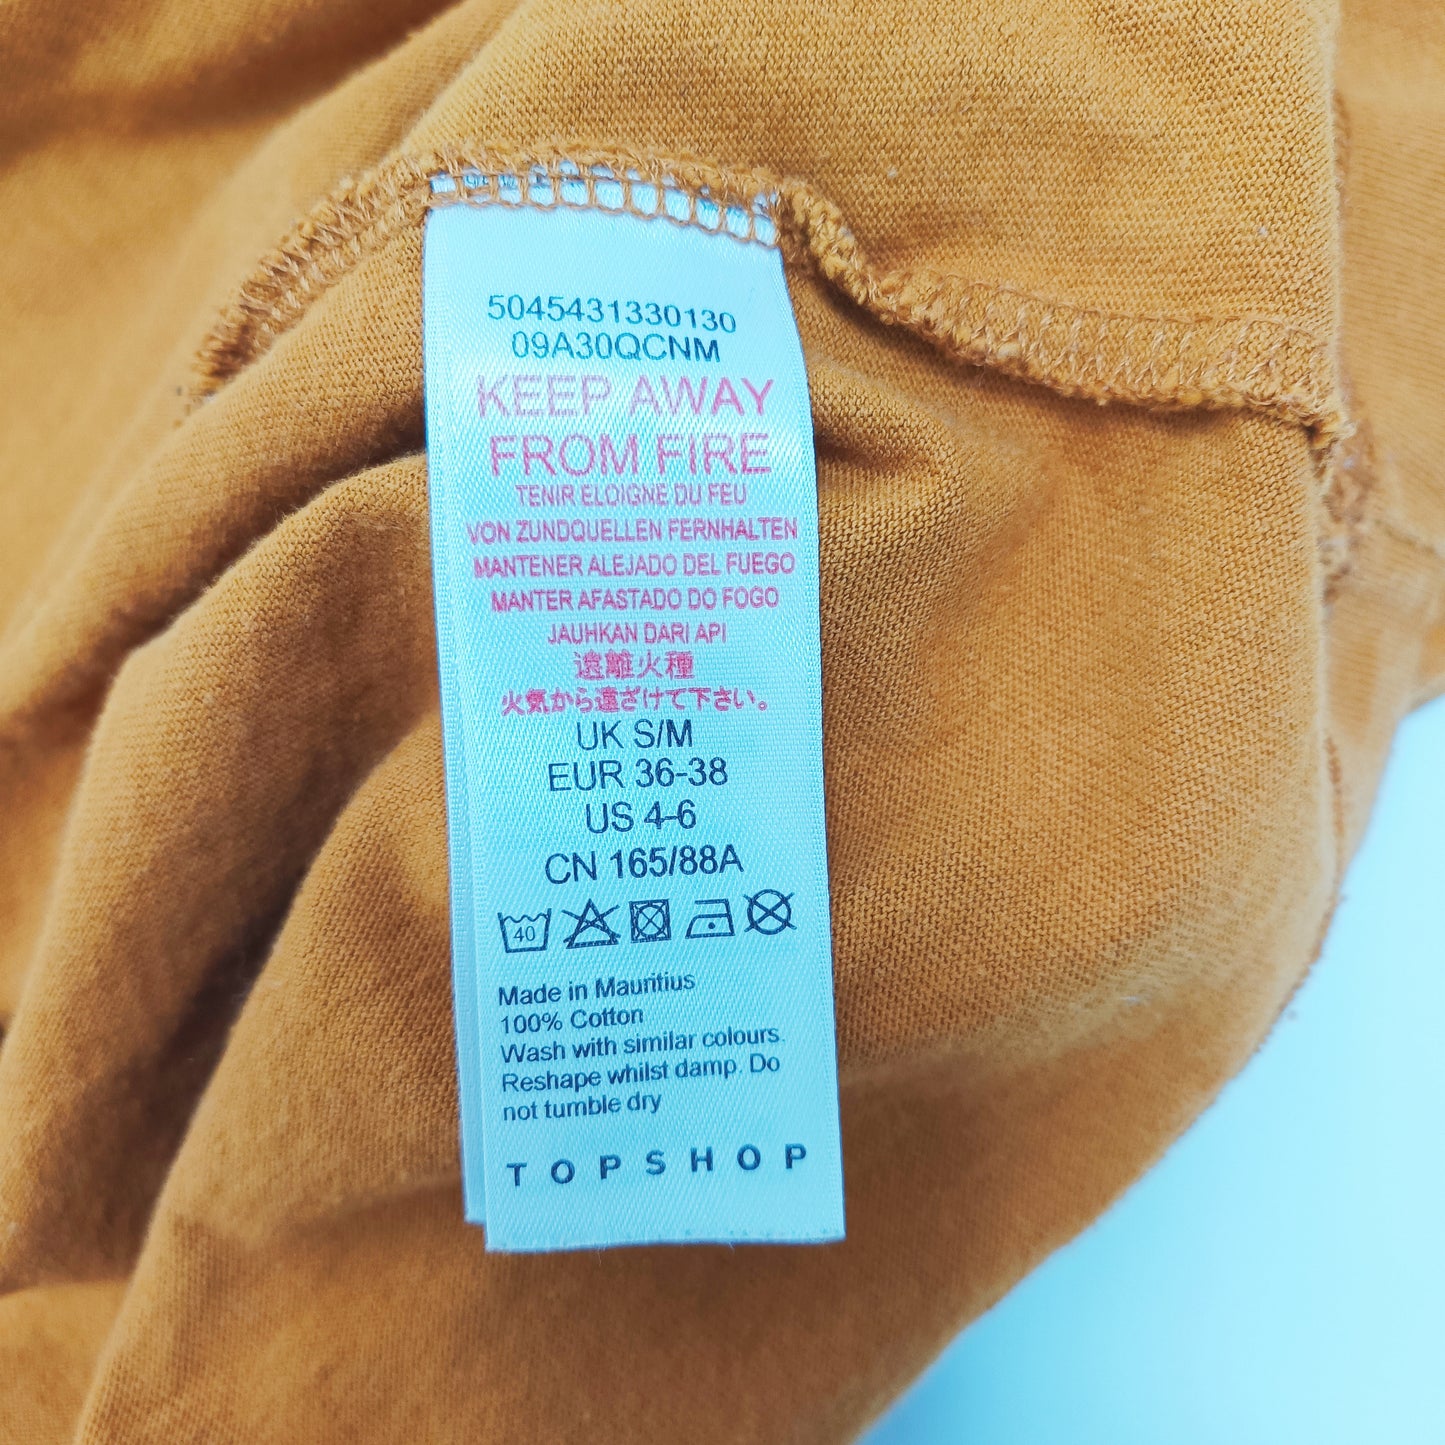 5045431330130
09A30QCNM
KEEP AWAY
FROM FIRE
TENIR ELOIGNE DU FEU
VON ZUNDQUELLEN FERNHALTEN
MANTENER ALEJADO DEL FUEGO
MANTER AFASTADO DO FOGO
JAUHKAN DARI API
遠離火種
火気から遠ざけて下さい。
UK S/M
EUR 36-38
US 4-6
CN 165/88A
40
Made in Mauritius
100% Cotton
Wash with similar colours.
Reshape whilst damp. Do
not tumble dry
TOPSHOP